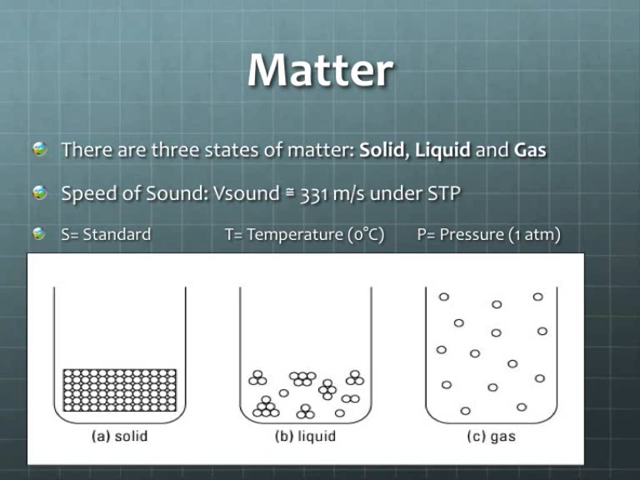 Matter
There are three states of matter: Solid, Liquid and Gas
Speed of Sound: Vsound ≅ 331 m/s under STP
S= Standard T= Temperature (0°C) P= Pressure (1 atm)
(a) solid (b) liquid (c) gas